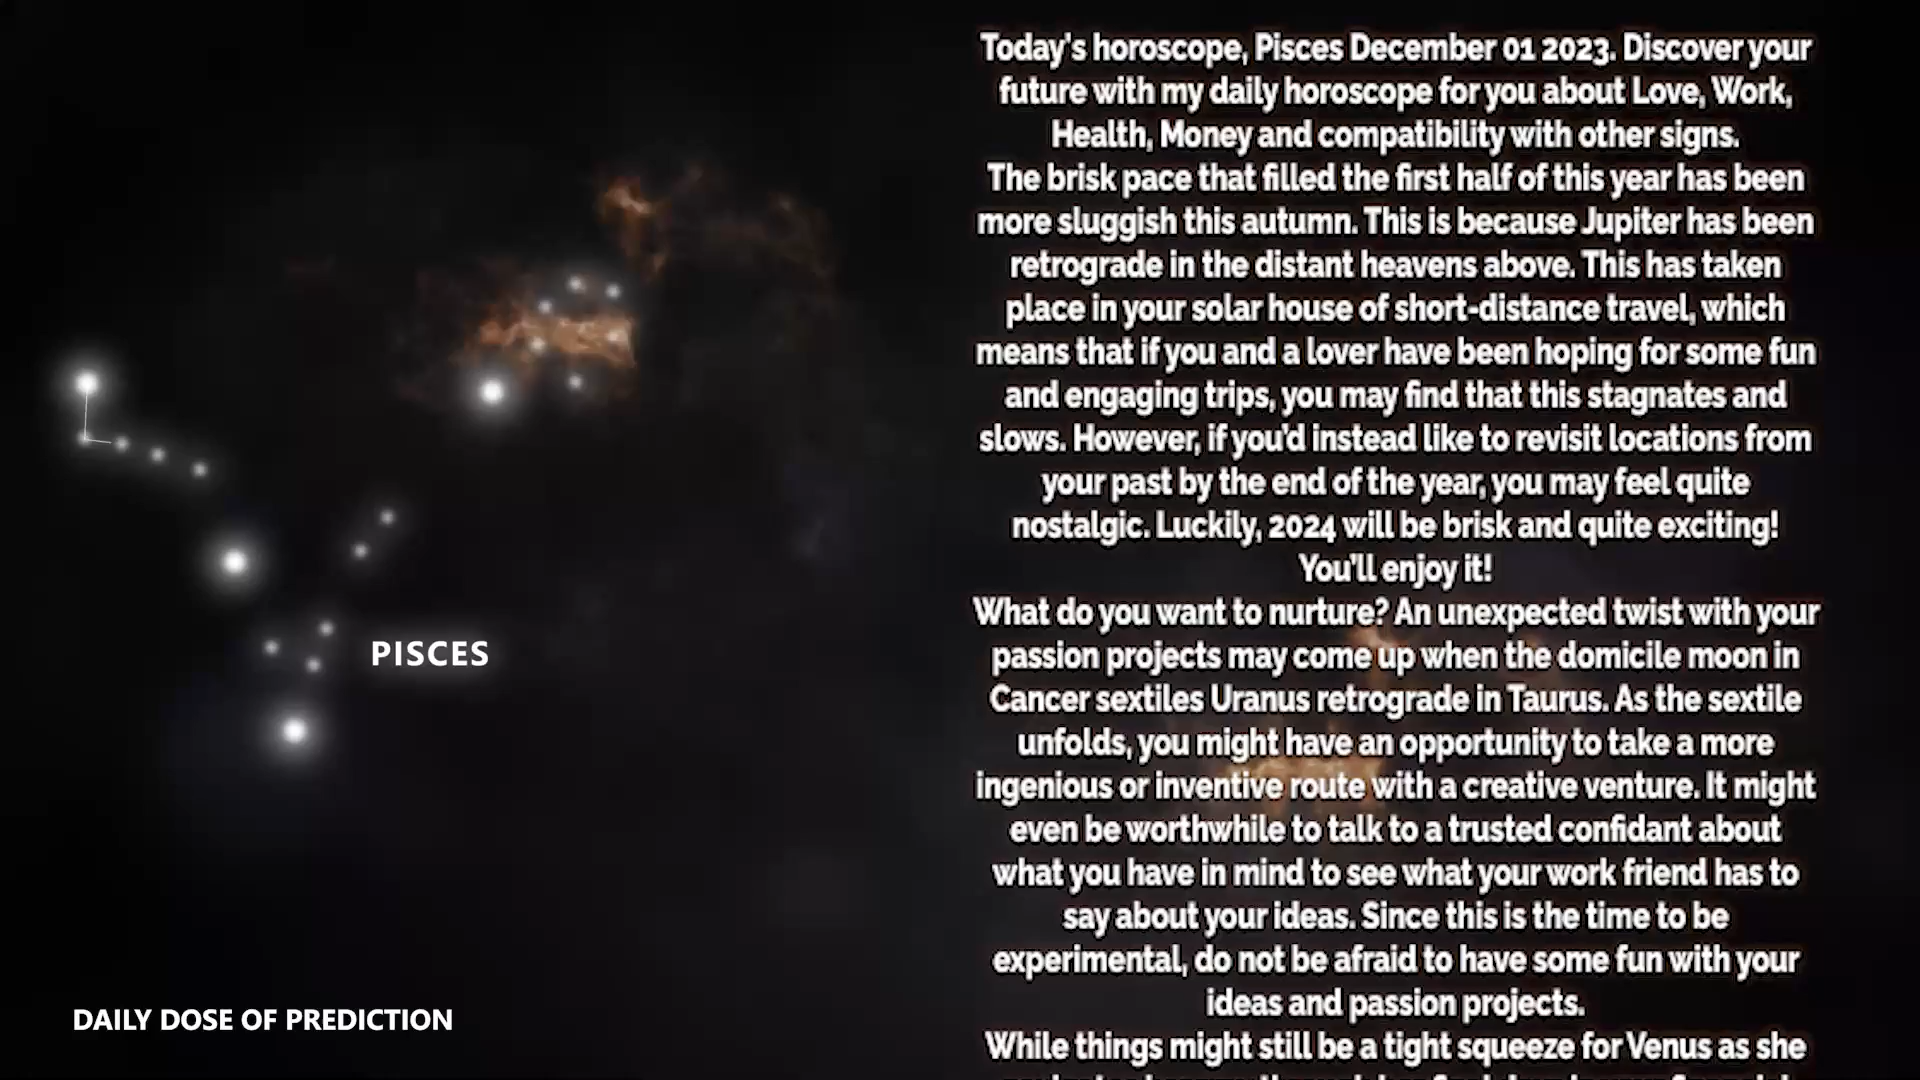 Today's horoscope, Pisces December 01 2023. Discover your
future with my daily horoscope for you about Love, Work,
Health, Money and compatibility with other signs.
The brisk pace that filled the first half of this year has been
more sluggish this autumn. This is because Jupiter has been
retrograde in the distant heavens above. This has taken
place in your solar house of short-distance travel, which
means that if you and a lover have been hoping for some fun
and engaging trips, you may find that this stagnates and
slows. However, if you'd instead like to revisit locations from
your past by the end of the year, you may feel quite
nostalgic. Luckily, 2024 will be brisk and quite exciting!
You'll enjoy it!
What do you want to nurture? An unexpected twist with your
passion projects may come up when the domicile moon in
Cancer sextiles Uranus retrograde in Taurus. As the sextile
unfolds, you might have an opportunity to take a more
ingenious or inventive route with a creative venture. It might
even be worthwhile to talk to a trusted confidant about
what you have in mind to see what your work friend has to
say about your ideas. Since this is the time to be
experimental, do not be afraid to have some fun with your
ideas and passion projects.
While things might still be a tight squeeze for Venus as she
PISCES
DAILY DOSE OF PREDICTION